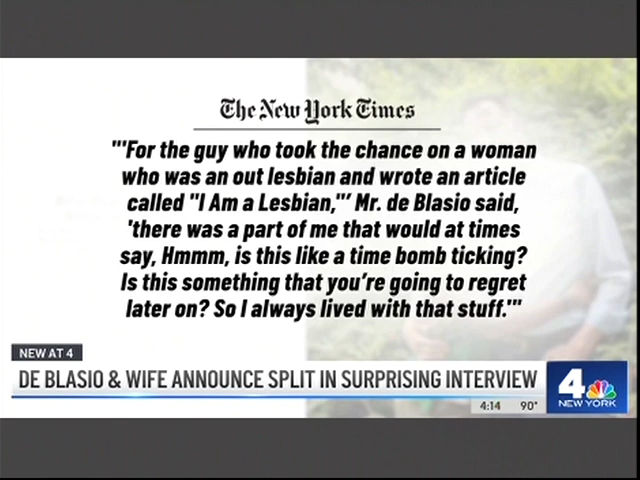 The New York Times
"'For the guy who took the chance on a woman
who was an out lesbian and wrote an article
called "I Am a Lesbian,"' Mr. de Blasio said,
'there was a part of me that would at times
say, Hmmm, is this like a time bomb ticking?
Is this something that you're going to regret
later on? So I always lived with that stuff.'"
NEW AT 4
DE BLASIO & WIFE ANNOUNCE SPLIT IN SURPRISING INTERVIEW
4
NEW YORK
4:14 90°